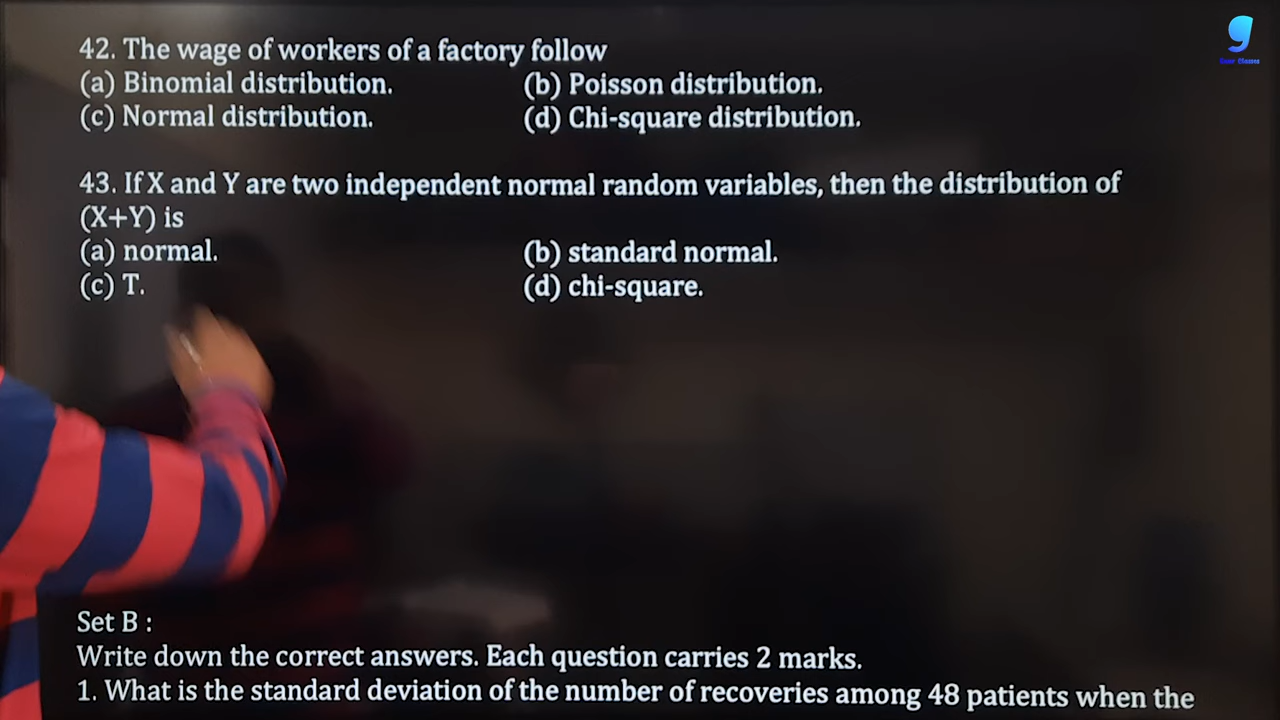 42. The wage of workers of a factory follow
(a) Binomial distribution. (b) Poisson distribution.
(c) Normal distribution. (d) Chi-square distribution.
43. If X and Y are two independent normal random variables, then the distribution of
(X+Y) is
(a) normal. (b) standard normal.
(c) T. (d) chi-square.
Set B :
Write down the correct answers. Each question carries 2 marks.
1. What is the standard deviation of the number of recoveries among 48 patients when the